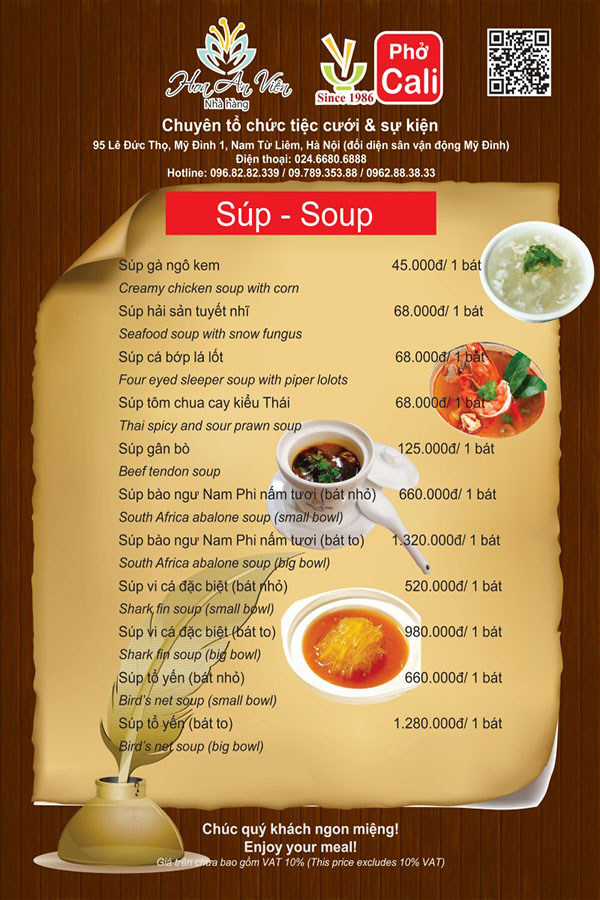 Hoa An Viên
Nhà hàng
Since 1986
Phở
Cali
Chuyên tổ chức tiệc cưới & sự kiện
95 Lê Đức Thọ, Mỹ Đình 1, Nam Từ Liêm, Hà Nội (đối diện sân vận động Mỹ Đình)
Điện thoại: 024.6680.6888
Hotline: 096.82.82.339 / 09.789.353.88 / 0962.88.38.33
Súp - Soup
Súp gà ngô kem 45.000đ/ 1 bát
Creamy chicken soup with corn
Súp hải sản tuyết nhĩ 68.000đ/ 1 bát
Seafood soup with snow fungus
Súp cá bớp lá lốt 68.000đ/ 1 bát
Four eyed sleeper soup with piper lolots
Súp tôm chua cay kiểu Thái 68.000đ/ 1 bát
Thai spicy and sour prawn soup
Súp gân bò 125.000đ/ 1 bát
Beef tendon soup
Súp bào ngư Nam Phi nấm tươi (bát nhỏ) 660.000đ/ 1 bát
South Africa abalone soup (small bowl)
Súp bào ngư Nam Phi nấm tươi (bát to) 1.320.000đ/ 1 bát
South Africa abalone soup (big bowl)
Súp vi cá đặc biệt (bát nhỏ) 520.000đ/ 1 bát
Shark fin soup (small bowl)
Súp vi cá đặc biệt (bát to) 980.000đ/ 1 bát
Shark fin soup (big bowl)
Súp tổ yến (bát nhỏ) 660.000đ/ 1 bát
Bird's net soup (small bowl)
Súp tổ yến (bát to) 1.280.000đ/ 1 bát
Bird's net soup (big bowl)
Chúc quý khách ngon miệng!
Enjoy your meal!
Giá trên chưa bao gồm VAT 10% (This price excludes 10% VAT)